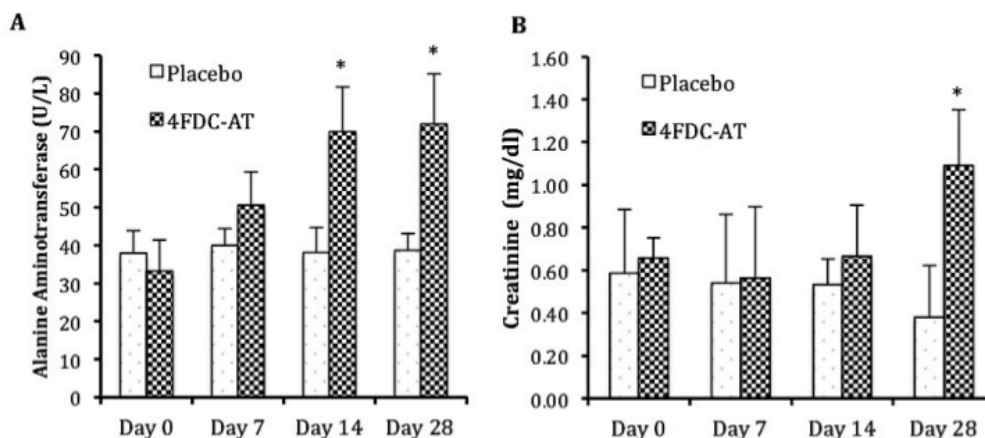 A
Alanine Aminotransferase (U/L)
90
80
70
60
50
40
30
20
10
0
Placebo
4FDC-AT
*
*
Day 0 Day 7 Day 14 Day 28
B
Creatinine (mg/dl)
1.60
1.40
1.20
1.00
0.80
0.60
0.40
0.20
0.00
Placebo
4FDC-AT
*
Day 0 Day 7 Day 14 Day 28